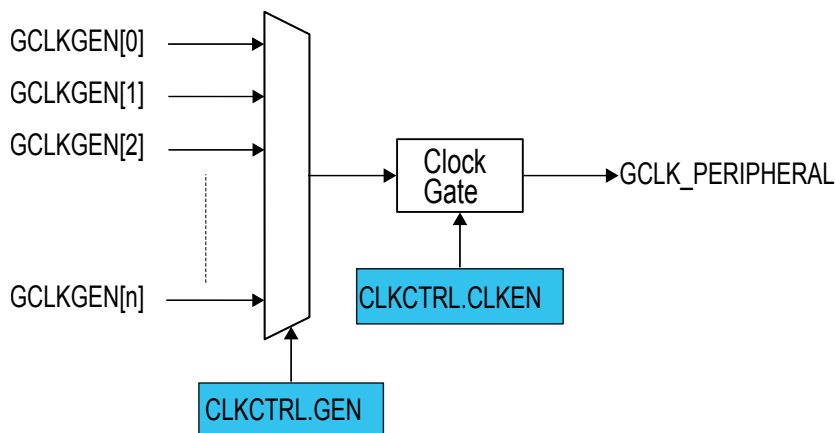 GCLKGEN[0]
GCLKGEN[1]
GCLKGEN[2]
GCLKGEN[n]
Clock
Gate
GCLK_PERIPHERAL
CLKCTRL.CLKEN
CLKCTRL.GEN